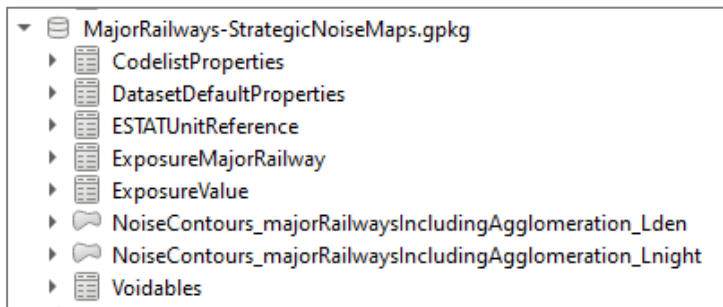 MajorRailways-StrategicNoiseMaps.gpkg
CodelistProperties
DatasetDefaultProperties
ESTATUnitReference
ExposureMajorRailway
ExposureValue
NoiseContours_majorRailwaysIncludingAgglomeration_Lden
NoiseContours_majorRailwaysIncludingAgglomeration_Lnight
Voidables